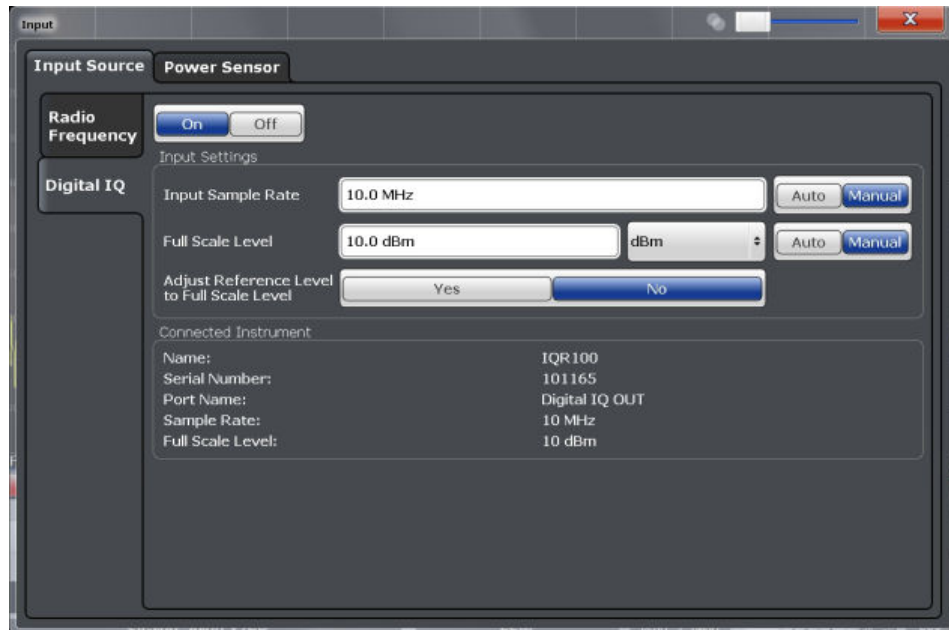 Input
X
Input Source Power Sensor
Radio
Frequency
On Off
Input Settings
Digital IQ
Input Sample Rate 10.0 MHz Auto Manual
Full Scale Level 10.0 dBm dBm Auto Manual
Adjust Reference Level
to Full Scale Level Yes No
Connected Instrument
Name: IQR100
Serial Number: 101165
Port Name: Digital IQ OUT
Sample Rate: 10 MHz
Full Scale Level: 10 dBm